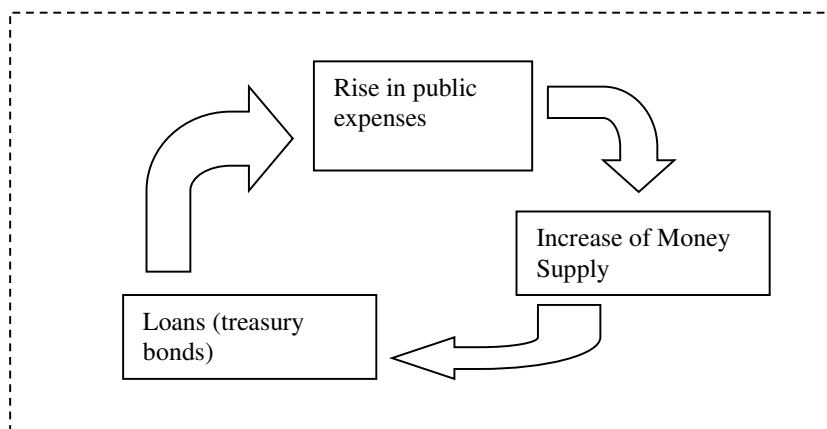 Rise in public
expenses
Increase of Money
Supply
Loans (treasury
bonds)